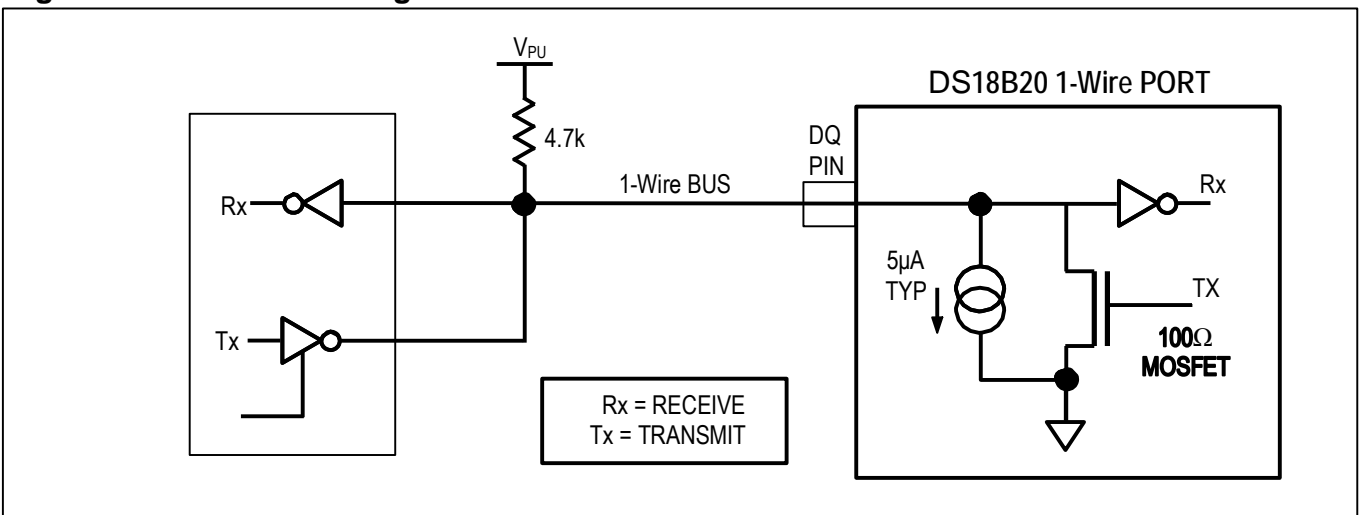 V_PU
4.7k
DS18B20 1-Wire PORT
DQ
PIN
1-Wire BUS
Rx
Rx
5µA
TYP
TX
100Ω
MOSFET
Tx
Rx = RECEIVE
Tx = TRANSMIT